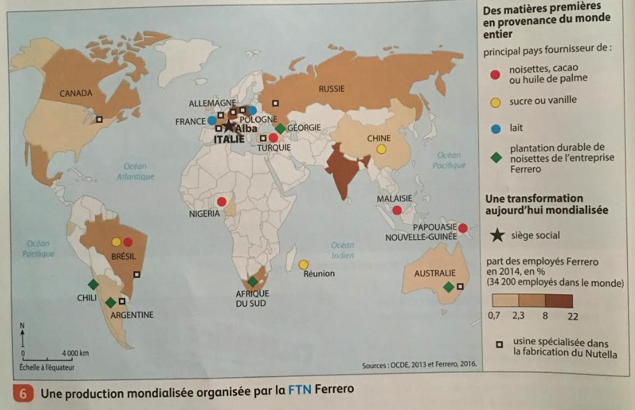 Des matières premières
en provenance du monde
entier
principal pays fournisseur de :
noisettes, cacao
ou huile de palme
sucre ou vanille
lait
plantation durable de
noisettes de l'entreprise
Ferrero
Une transformation
aujourd'hui mondialisée
siège social
part des employés Ferrero
en 2014, en %
(34 200 employés dans le monde)
0,7 2,3 8 22
usine spécialisée dans
la fabrication du Nutella
CANADA
RUSSIE
ALLEMAGNE
POLOGNE
FRANCE
Alba
ITALIE
GÉORGIE
TURQUIE
CHINE
Océan
Atlantique
Océan
Pacifique
NIGERIA
MALAISIE
PAPOUASIE
NOUVELLE-GUINÉE
Océan
Pacifique
BRÉSIL
Océan
Indien
Réunion
AUSTRALIE
CHILI
ARGENTINE
AFRIQUE
DU SUD
N
0 4 000 km
Échelle à l'équateur
Sources : OCDE, 2013 et Ferrero, 2016.
6 Une production mondialisée organisée par la FTN Ferrero